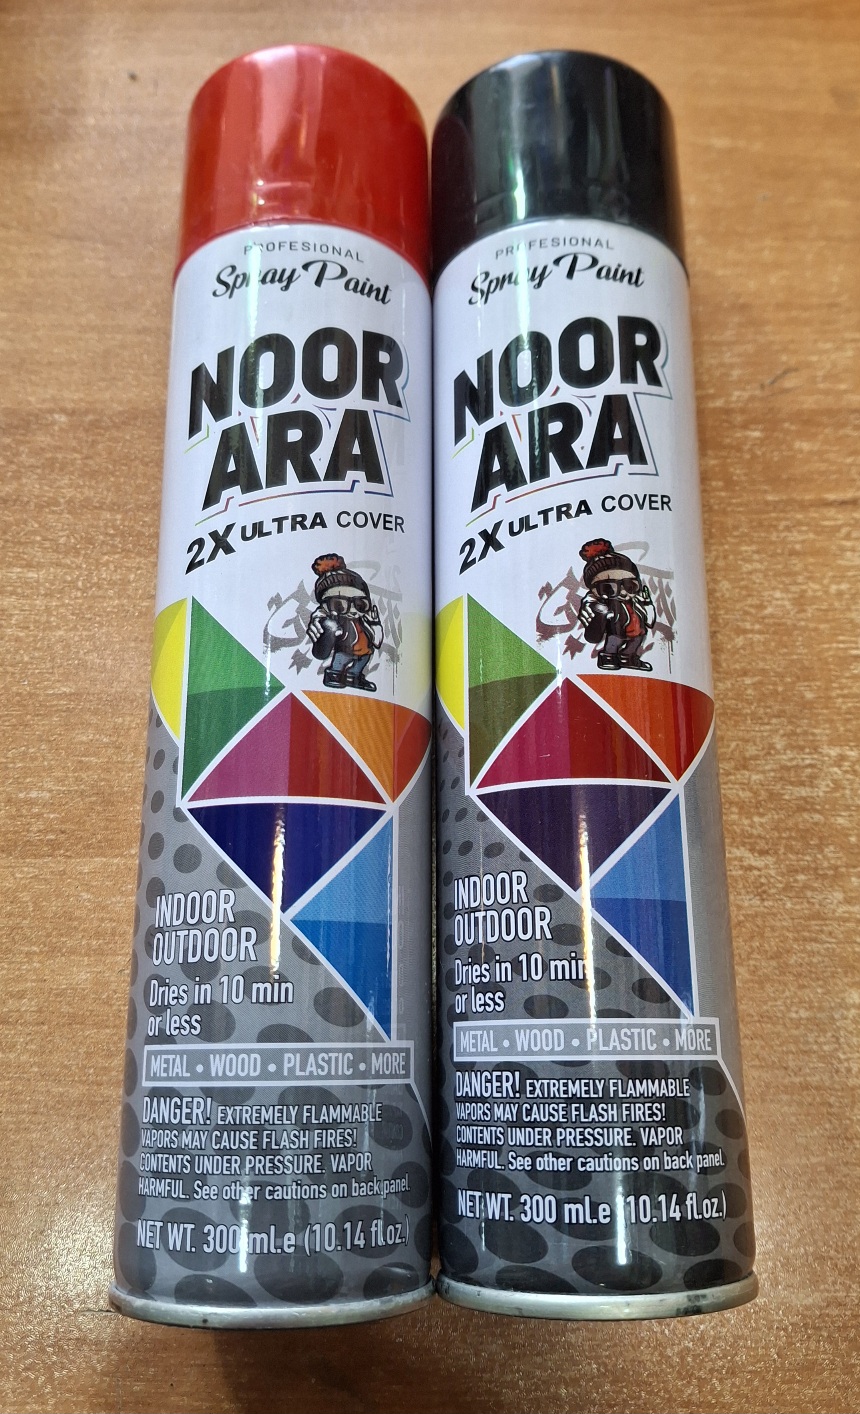 PROFESIONAL
Spray Paint
NOOR
ARA
2X ULTRA COVER
INDOOR
OUTDOOR
Dries in 10 min
or less
METAL • WOOD • PLASTIC • MORE
DANGER! EXTREMELY FLAMMABLE
VAPORS MAY CAUSE FLASH FIRES!
CONTENTS UNDER PRESSURE. VAPOR
HARMFUL. See other cautions on back panel.
NET WT. 300 mL e (10.14 fl.oz.)
PROFESIONAL
Spray Paint
NOOR
ARA
2X ULTRA COVER
INDOOR
OUTDOOR
Dries in 10 min
or less
METAL • WOOD • PLASTIC • MORE
DANGER! EXTREMELY FLAMMABLE
VAPORS MAY CAUSE FLASH FIRES!
CONTENTS UNDER PRESSURE. VAPOR
HARMFUL. See other cautions on back panel.
NET WT. 300 mL e (10.14 fl.oz.)